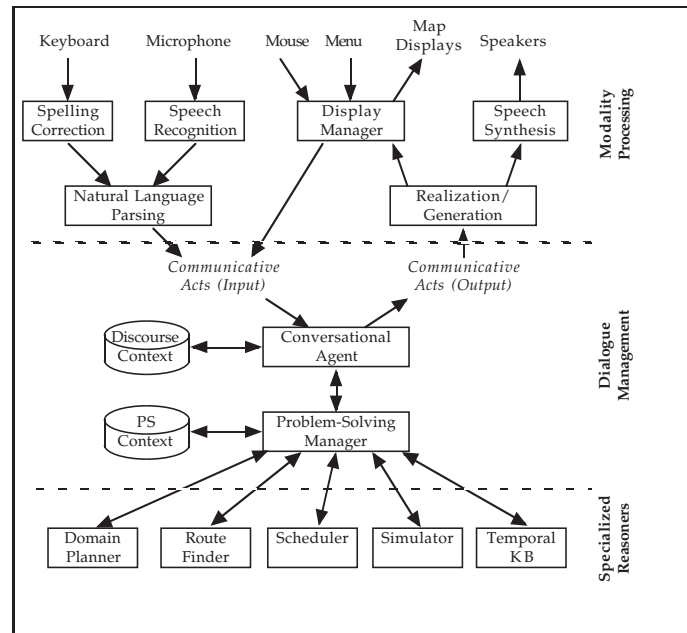 Keyboard
Microphone
Mouse
Menu
Map
Displays
Speakers
Spelling
Correction
Speech
Recognition
Display
Manager
Speech
Synthesis
Modality
Processing
Natural Language
Parsing
Realization/
Generation
Communicative
Acts (Input)
Communicative
Acts (Output)
Discourse
Context
Conversational
Agent
Dialogue
Management
PS
Context
Problem-Solving
Manager
Domain
Planner
Route
Finder
Scheduler
Simulator
Temporal
KB
Specialized
Reasoners